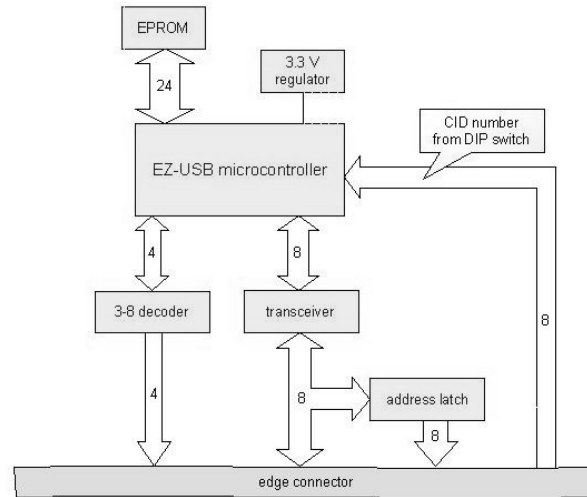 EPROM
3.3 V
regulator
24
CID number
from DIP switch
EZ-USB microcontroller
4
8
3-8 decoder
transceiver
8
4
8
address latch
8
edge connector